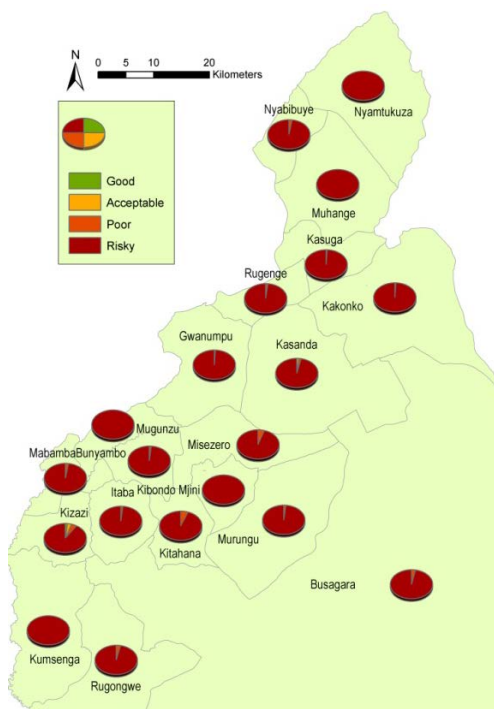 N
0 5 10 20
Kilometers
Good
Acceptable
Poor
Risky
Nyamtukuza
Nyabibuye
Muhange
Kasuga
Rugenge
Kakonko
Gwanumpu
Kasanda
Mugunzu
Misezero
MabambaBunyambo
Itaba
Kibondo Mjini
Kizazi
Kitahana
Murungu
Busagara
Kumsenga
Rugongwe